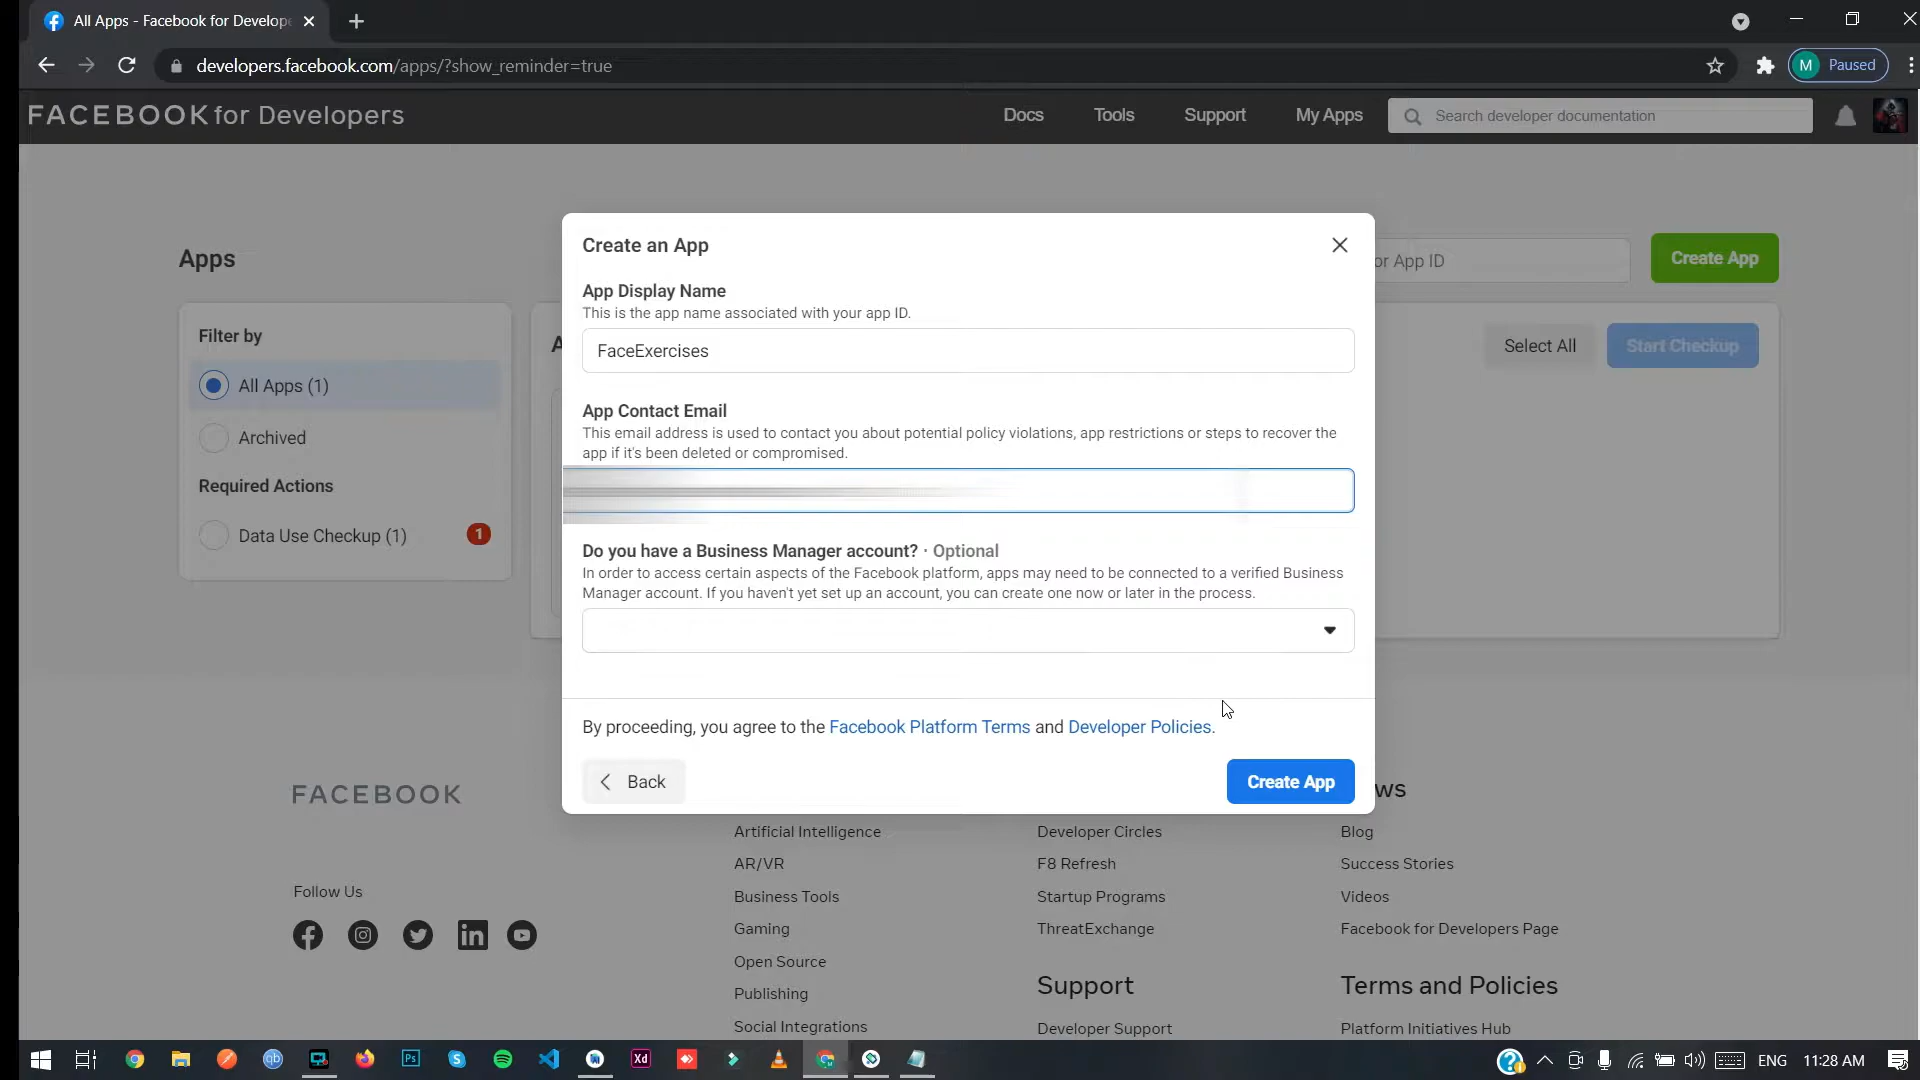 All Apps - Facebook for Develop
developers.facebook.com/apps/?show_reminder=true
M Paused
FACEBOOK for Developers
Docs
Tools
Support
My Apps
Search developer documentation
Apps
or App ID
Create App
Filter by
All Apps (1)
Archived
Required Actions
Data Use Checkup (1)
1
A
Select All
Start Checkup
Create an App
App Display Name
This is the app name associated with your app ID.
FaceExercises
App Contact Email
This email address is used to contact you about potential policy violations, app restrictions or steps to recover the
app if it's been deleted or compromised.
Do you have a Business Manager account? · Optional
In order to access certain aspects of the Facebook platform, apps may need to be connected to a verified Business
Manager account. If you haven't yet set up an account, you can create one now or later in the process.
By proceeding, you agree to the Facebook Platform Terms and Developer Policies.
Back
Create App
FACEBOOK
Follow Us
Artificial Intelligence
AR/VR
Business Tools
Gaming
Open Source
Publishing
Social Integrations
Developer Circles
F8 Refresh
Startup Programs
ThreatExchange
Support
Developer Support
ws
Blog
Success Stories
Videos
Facebook for Developers Page
Terms and Policies
Platform Initiatives Hub
qb
Ps
Xd
ENG
11:28 AM